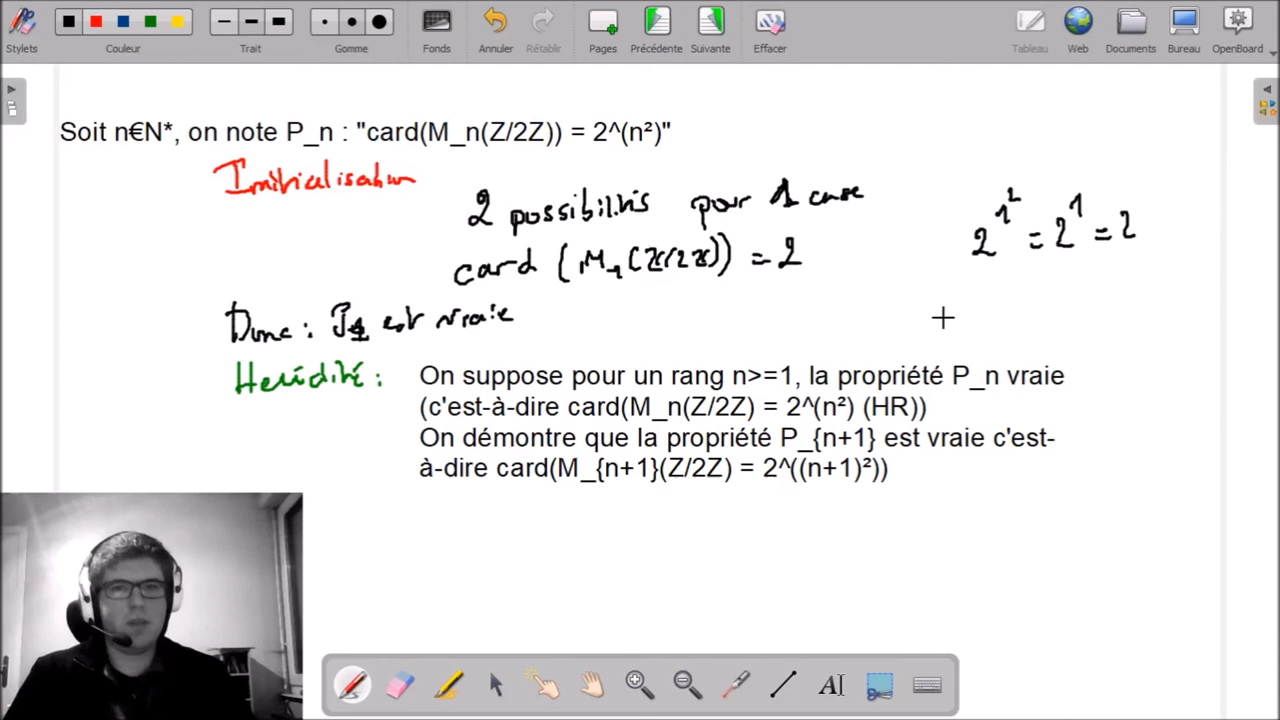 Stylets Couleur Trait Gomme Fonds Annuler Rétablir Pages Précédente Suivante Effacer Tableau Web Documents Bureau OpenBoard
Soit n€N*, on note P_n : "card(M_n(Z/2Z)) = 2^(n²)"
Initialisation
2 possibilités pour 1 case
card (M_1(Z/2Z)) = 2
2^1^2 = 2^1 = 2
Donc : P_1 est vraie
Hérédité :
On suppose pour un rang n>=1, la propriété P_n vraie
(c'est-à-dire card(M_n(Z/2Z) = 2^(n²) (HR))
On démontre que la propriété P_{n+1} est vraie c'est-
à-dire card(M_{n+1}(Z/2Z) = 2^((n+1)²))